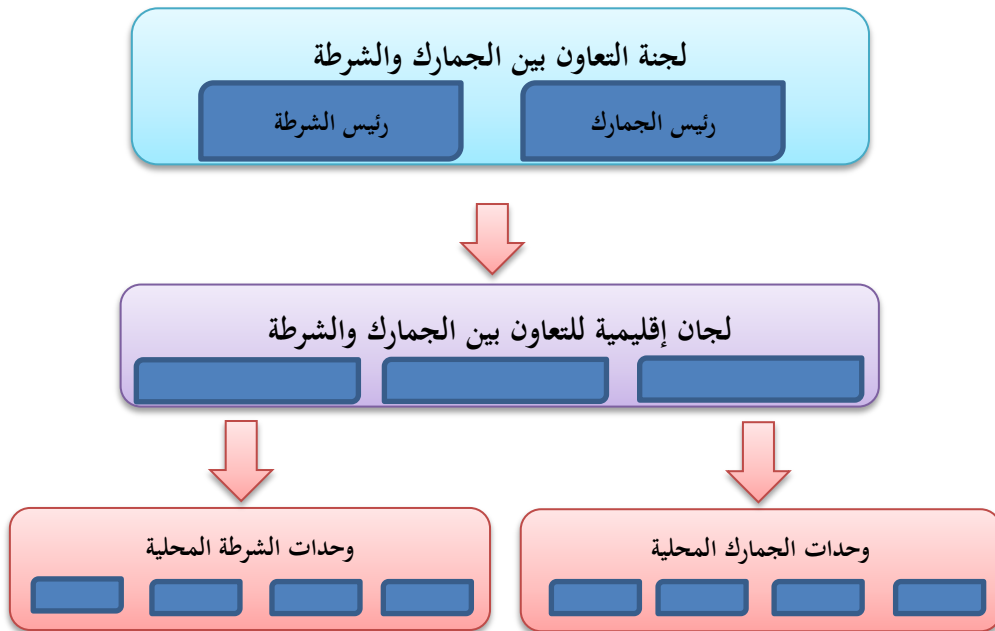 لجنة التعاون بين الجمارك والشرطة
رئيس الجمارك
رئيس الشرطة
لجان إقليمية للتعاون بين الجمارك والشرطة
وحدات الجمارك المحلية
وحدات الشرطة المحلية